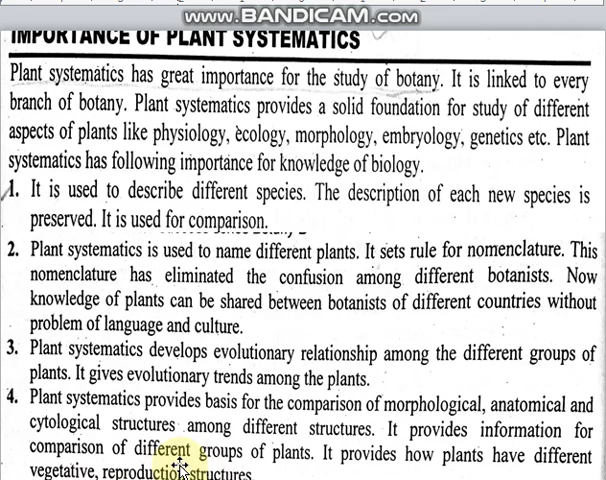 www.BANDICAM.com
IMPORTANCE OF PLANT SYSTEMATICS
Plant systematics has great importance for the study of botany. It is linked to every
branch of botany. Plant systematics provides a solid foundation for study of different
aspects of plants like physiology, ecology, morphology, embryology, genetics etc. Plant
systematics has following importance for knowledge of biology.
1. It is used to describe different species. The description of each new species is
preserved. It is used for comparison.
2. Plant systematics is used to name different plants. It sets rule for nomenclature. This
nomenclature has eliminated the confusion among different botanists. Now
knowledge of plants can be shared between botanists of different countries without
problem of language and culture.
3. Plant systematics develops evolutionary relationship among the different groups of
plants. It gives evolutionary trends among the plants.
4. Plant systematics provides basis for the comparison of morphological, anatomical and
cytological structures among different structures. It provides information for
comparison of different groups of plants. It provides how plants have different
vegetative, reproduction structures